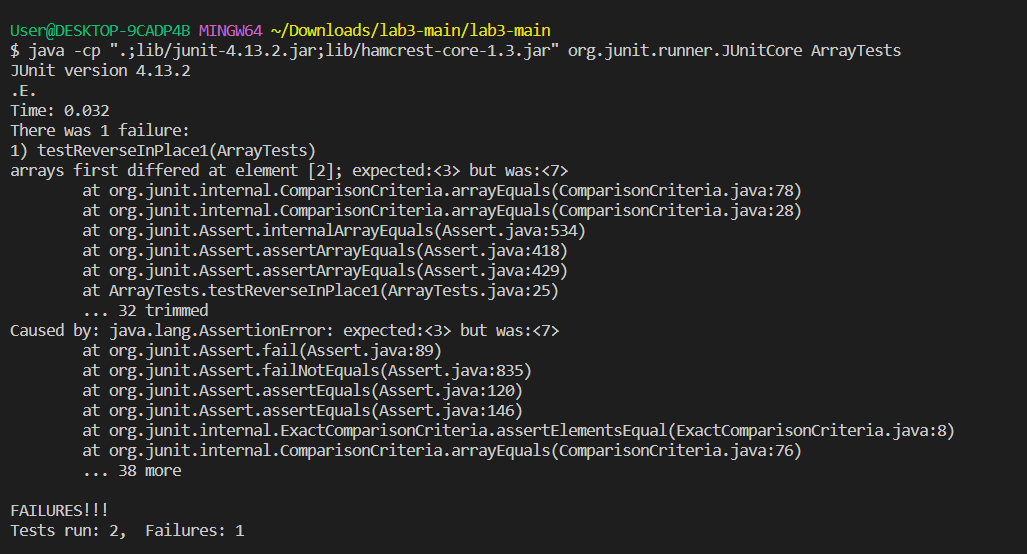 User@DESKTOP-9CADP4B MINGW64 ~/Downloads/lab3-main/lab3-main
$ java -cp ".;lib/junit-4.13.2.jar;lib/hamcrest-core-1.3.jar" org.junit.runner.JUnitCore ArrayTests
JUnit version 4.13.2
.E.
Time: 0.032
There was 1 failure:
1) testReverseInPlace1(ArrayTests)
arrays first differed at element [2]; expected:<3> but was:<7>
        at org.junit.internal.ComparisonCriteria.arrayEquals(ComparisonCriteria.java:78)
        at org.junit.internal.ComparisonCriteria.arrayEquals(ComparisonCriteria.java:28)
        at org.junit.Assert.internalArrayEquals(Assert.java:534)
        at org.junit.Assert.assertArrayEquals(Assert.java:418)
        at org.junit.Assert.assertArrayEquals(Assert.java:429)
        at ArrayTests.testReverseInPlace1(ArrayTests.java:25)
        ... 32 trimmed
Caused by: java.lang.AssertionError: expected:<3> but was:<7>
        at org.junit.Assert.fail(Assert.java:89)
        at org.junit.Assert.failNotEquals(Assert.java:835)
        at org.junit.Assert.assertEquals(Assert.java:120)
        at org.junit.Assert.assertEquals(Assert.java:146)
        at org.junit.internal.ExactComparisonCriteria.assertElementsEqual(ExactComparisonCriteria.java:8)
        at org.junit.internal.ComparisonCriteria.arrayEquals(ComparisonCriteria.java:76)
        ... 38 more

FAILURES!!!
Tests run: 2,  Failures: 1